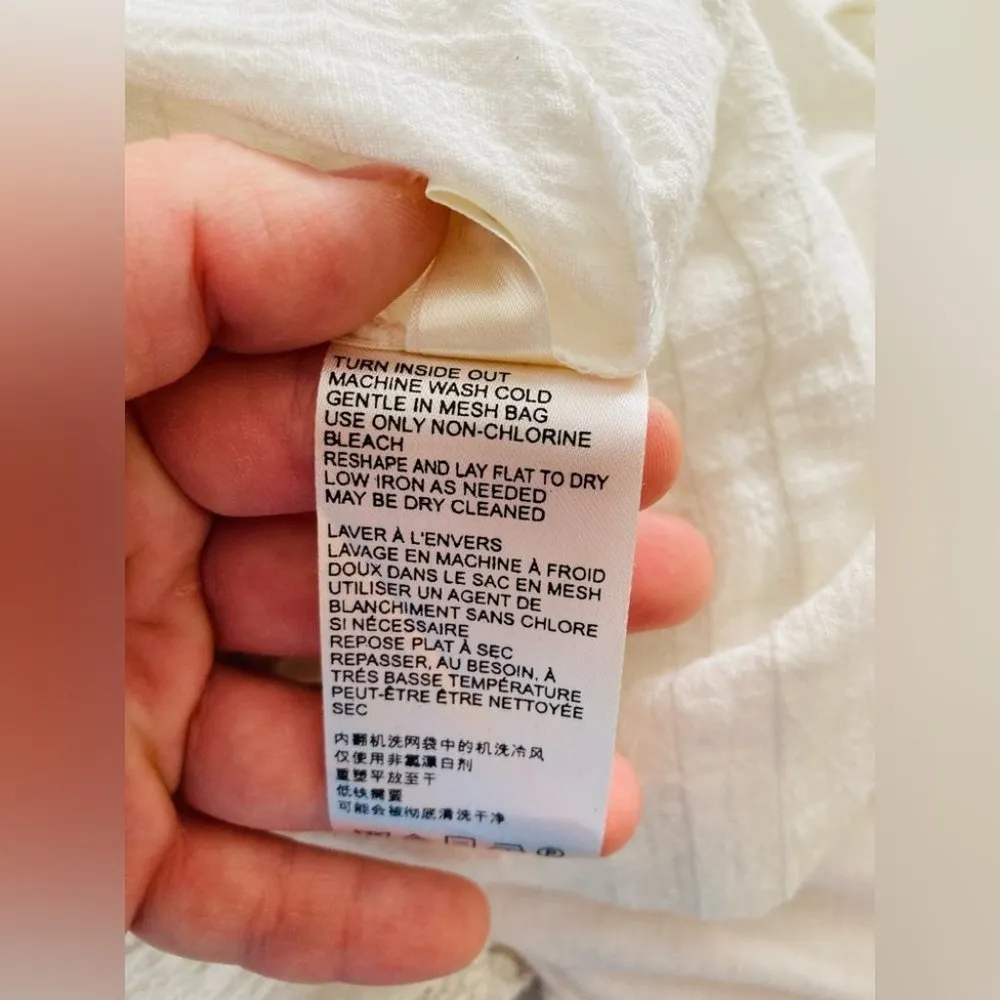 TURN INSIDE OUT
MACHINE WASH COLD
GENTLE IN MESH BAG
USE ONLY NON-CHLORINE
BLEACH
RESHAPE AND LAY FLAT TO DRY
LOW IRON AS NEEDED
MAY BE DRY CLEANED
LAVER À L'ENVERS
LAVAGE EN MACHINE À FROID
DOUX DANS LE SAC EN MESH
UTILISER UN AGENT DE
BLANCHIMENT SANS CHLORE
SI NÉCESSAIRE
REPOSE PLAT À SEC
REPASSER, AU BESOIN, À
TRÉS BASSE TEMPÉRATURE
PEUT-ÊTRE ÊTRE NETTOYÉE
SEC
内翻机洗网袋中的机洗冷风
仅使用非氯漂白剂
重塑平放至干
低铁需要
可能会被彻底清洗干净